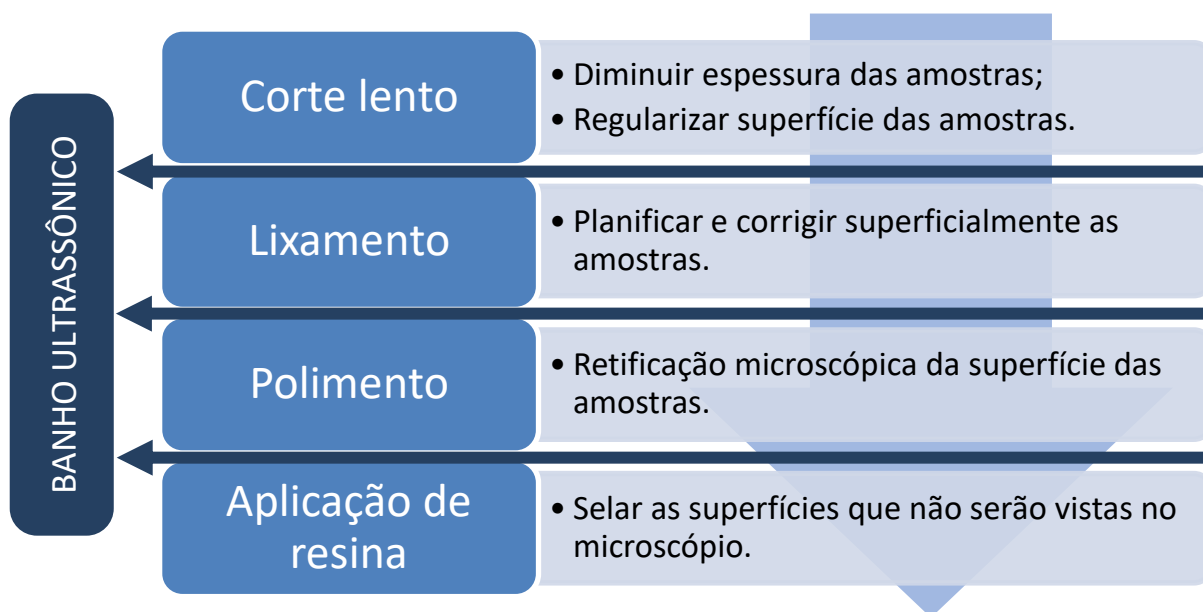 BANHO ULTRASSÔNICO
Corte lento
• Diminuir espessura das amostras;
• Regularizar superfície das amostras.
Lixamento
• Planificar e corrigir superficialmente as
amostras.
Polimento
• Retificação microscópica da superfície das
amostras.
Aplicação de
resina
• Selar as superfícies que não serão vistas no
microscópio.